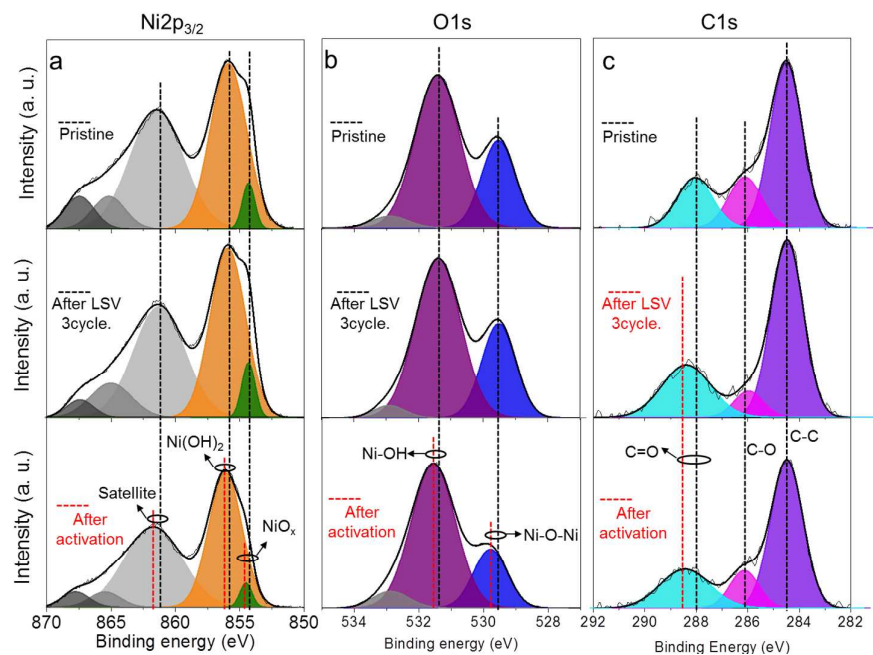 Ni2p3/2
O1s
C1s
a
b
c
Intensity (a. u.)
Pristine
Intensity (a. u.)
After LSV
3cycle.
Intensity (a. u.)
Ni(OH)2
Satellite
After
activation
NiOx
870
865
860
855
850
Binding energy (eV)
Pristine
After LSV
3cycle.
Ni-OH
After
activation
Ni-O-Ni
534
532
530
528
Binding energy (eV)
Intensity (a. u.)
Pristine
Intensity (a. u.)
After LSV
3cycle.
Intensity (a. u.)
C=O
C-O
C-C
After
activation
292
290
288
286
284
282
Binding Energy (eV)